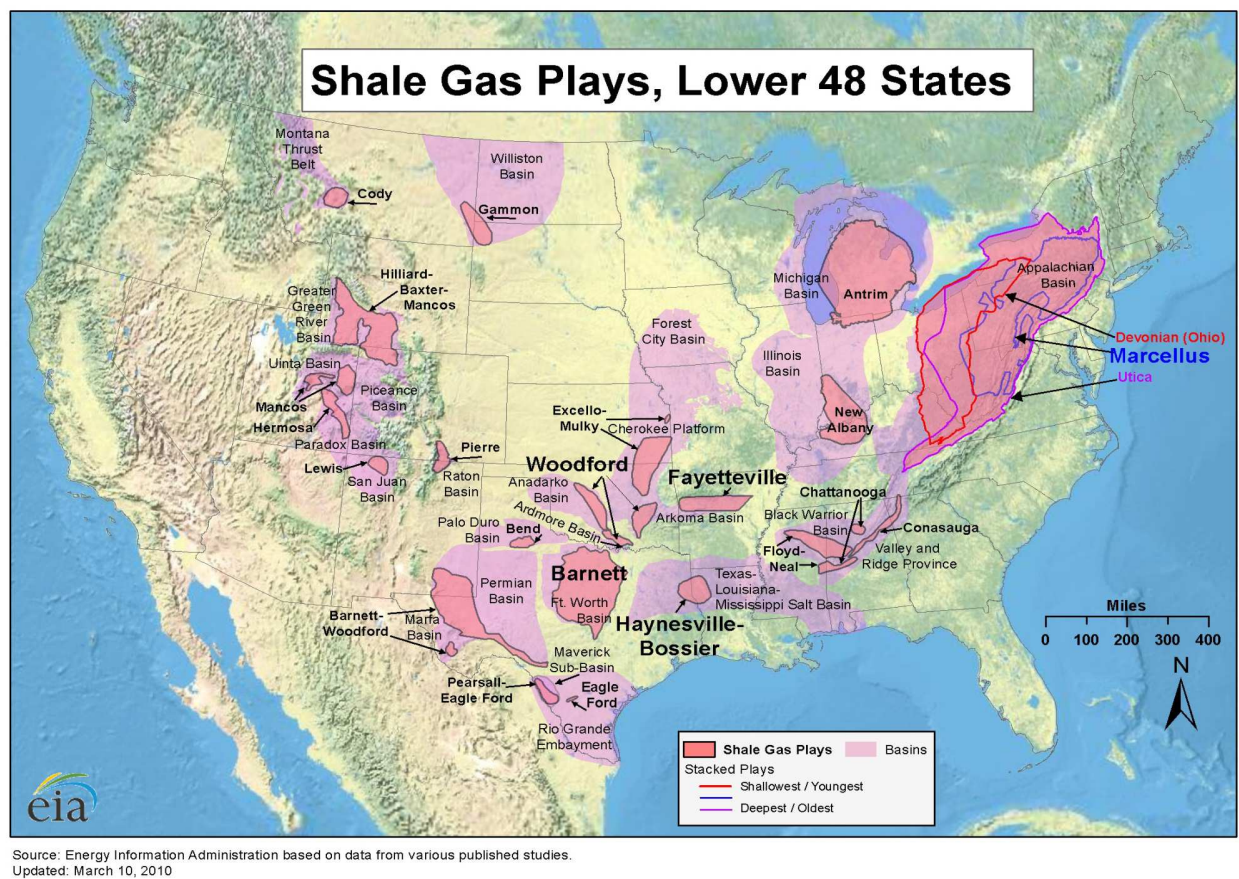 Shale Gas Plays, Lower 48 States
Montana
Thrust
Belt
Cody
Williston
Basin
Gammon
Hilliard-
Baxter-
Mancos
Greater
Green
River
Basin
Uinta Basin
Mancos
Piceance
Basin
Hermosa
Paradox Basin
Lewis
San Juan
Basin
Pierre
Raton
Basin
Forest
City Basin
Excello-
Mulky
Cherokee Platform
Woodford
Anadarko
Basin
Ardmore Basin
Fayetteville
Arkoma Basin
Palo Duro
Basin
Bend
Barnett
Ft. Worth
Basin
Permian
Basin
Barnett-
Woodford
Marfa
Basin
Haynesville-
Bossier
Texas-
Louisiana-
Mississippi Salt Basin
Maverick
Sub-Basin
Pearsall-
Eagle Ford
Eagle
Ford
Rio Grande
Embayment
Michigan
Basin
Antrim
Illinois
Basin
New
Albany
Appalachian
Basin
Devonian (Ohio)
Marcellus
Utica
Chattanooga
Black Warrior
Basin
Conasauga
Floyd-
Neal
Valley and
Ridge Province
Miles
0 100 200 300 400
N
Shale Gas Plays
Basins
Stacked Plays
Shallowest / Youngest
Deepest / Oldest
eia
Source: Energy Information Administration based on data from various published studies.
Updated: March 10, 2010